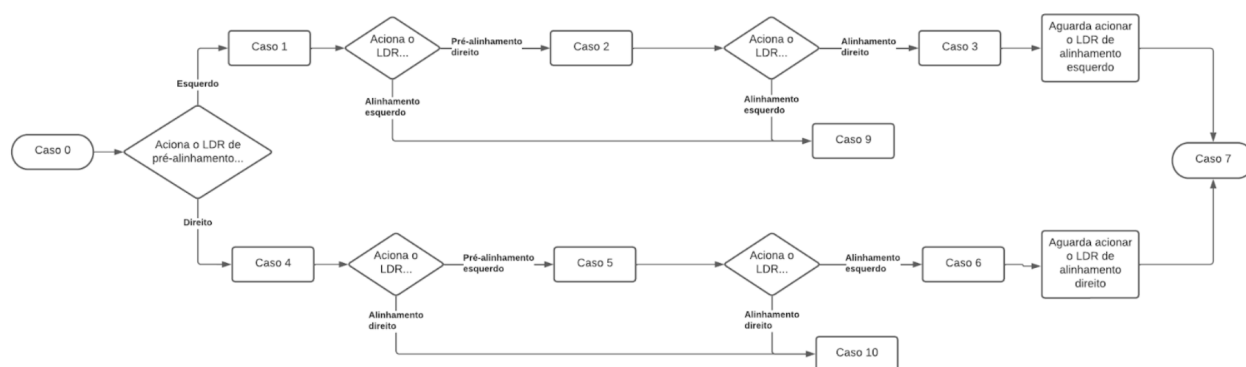 Caso 0
Aciona o LDR de
pré-alinhamento...
Esquerdo
Caso 1
Aciona o
LDR...
Pré-alinhamento
direito
Caso 2
Aciona o
LDR...
Alinhamento
direito
Caso 3
Aguarda acionar
o LDR de
alinhamento
esquerdo
Alinhamento
esquerdo
Alinhamento
esquerdo
Caso 9
Caso 7
Direito
Caso 4
Aciona o
LDR...
Pré-alinhamento
esquerdo
Caso 5
Aciona o
LDR...
Alinhamento
esquerdo
Caso 6
Aguarda acionar
o LDR de
alinhamento
direito
Alinhamento
direito
Alinhamento
direito
Caso 10